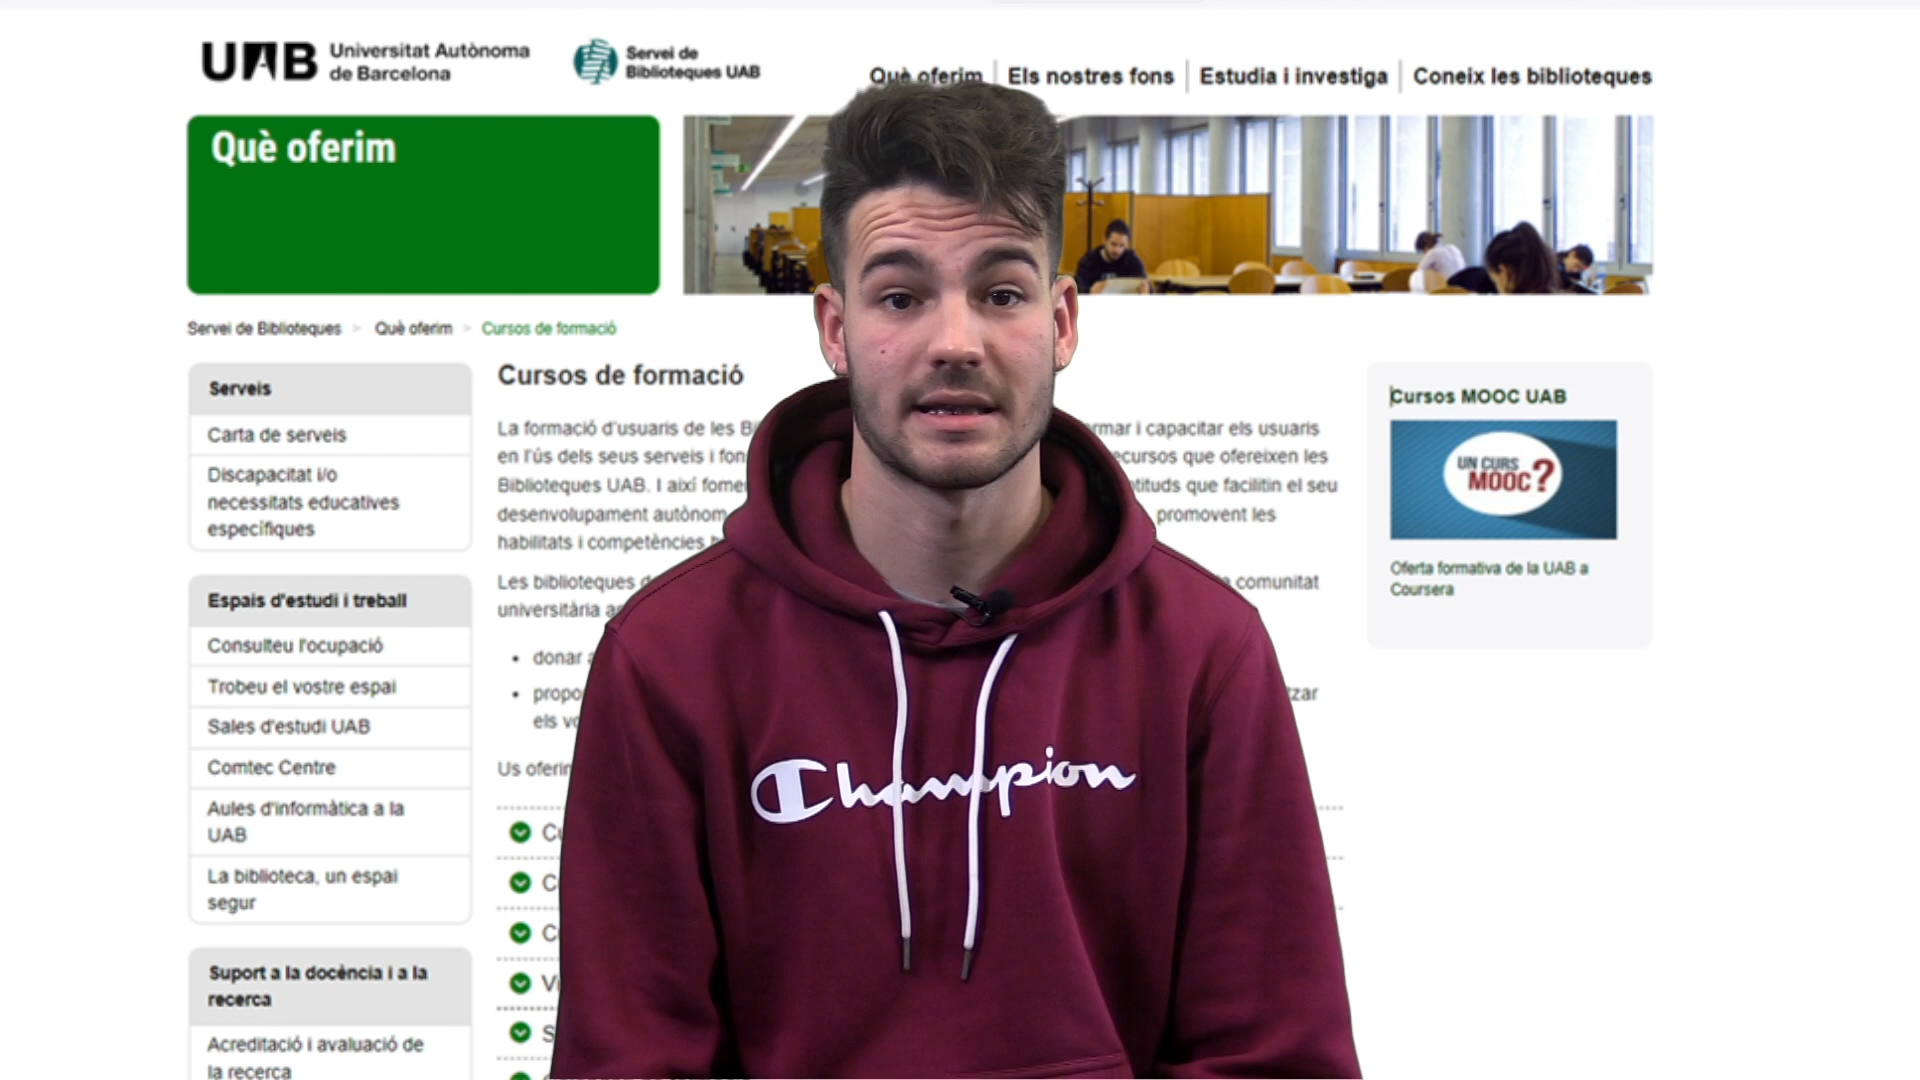 UAB Universitat Autònoma
de Barcelona
Servei de
Biblioteques UAB
Què oferim
Els nostres fons
Estudia i investiga
Coneix les biblioteques
Què oferim
Servei de Biblioteques > Què oferim > Cursos de formació
Serveis
Carta de serveis
Discapacitat i/o
necessitats educatives
específiques
Espais d'estudi i treball
Consulteu l'ocupació
Trobeu el vostre espai
Sales d'estudi UAB
Comtec Centre
Aules d'informàtica a la
UAB
La biblioteca, un espai
segur
Suport a la docència i a la
recerca
Acreditació i avaluació de
la recerca
Cursos de formació
La formació d'usuaris de les
i capacitar els usuaris
en l'ús dels seus serveis i
que ofereixen les
Biblioteques UAB. I així
que facilitin el seu
desenvolupament autònom
promovent les
habilitats i competències
Les biblioteques
comunitat
universitària
donar
els
Us
Champion
Cursos MOOC UAB
UN CURS
MOOC?
Oferta formativa de la UAB a
Coursera